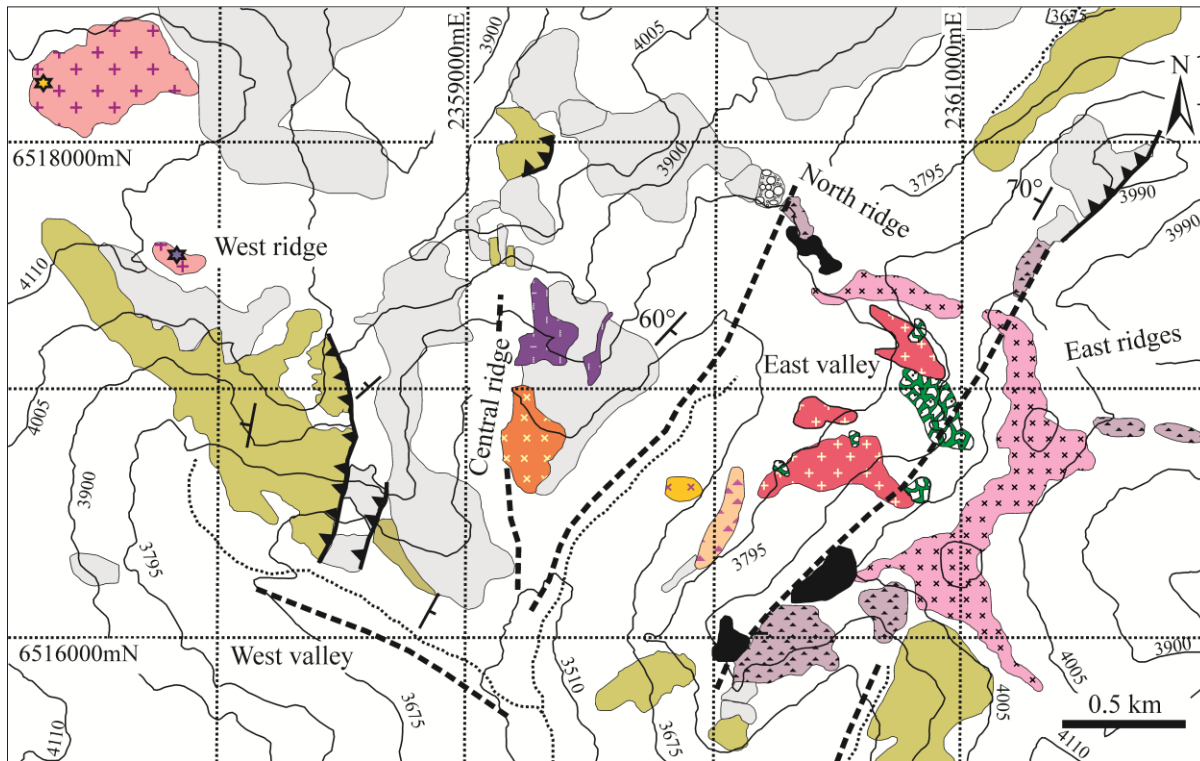 3900
2359000mE
4005
2361000mE
3675
N
6518000mN
3900
3795
70°
3990
North ridge
West ridge
4110
3990
60°
East ridges
East valley
Central ridge
4005
3900
3795
3795
6516000mN
West valley
3510
3900
4005
4005
0.5 km
3675
3675
4110
4110